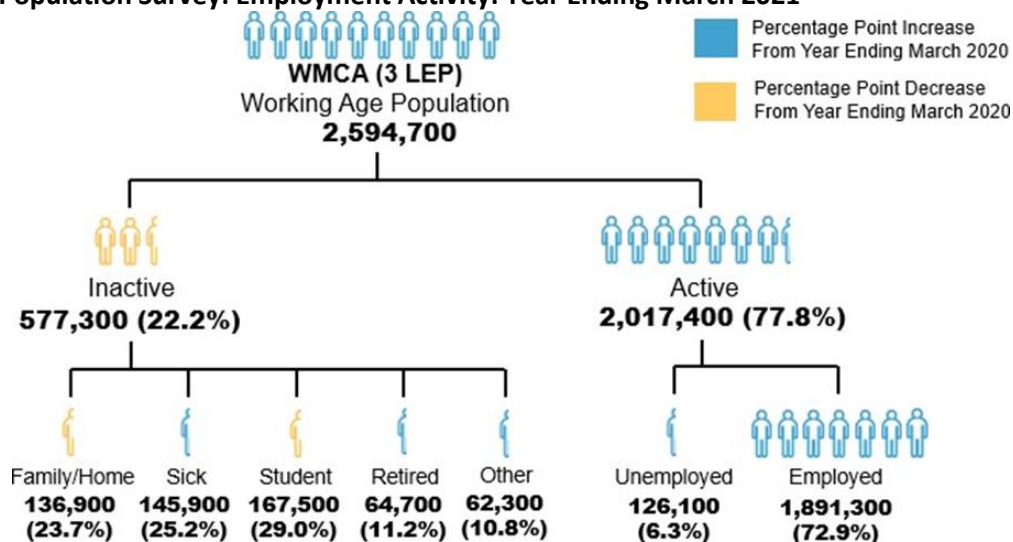 Population Survey: Employment Activity: Year Ending March 2021
WMCA (3 LEP)
Working Age Population
2,594,700
Percentage Point Increase
From Year Ending March 2020
Percentage Point Decrease
From Year Ending March 2020
Inactive
577,300 (22.2%)
Active
2,017,400 (77.8%)
Family/Home
136,900
(23.7%)
Sick
145,900
(25.2%)
Student
167,500
(29.0%)
Retired
64,700
(11.2%)
Other
62,300
(10.8%)
Unemployed
126,100
(6.3%)
Employed
1,891,300
(72.9%)